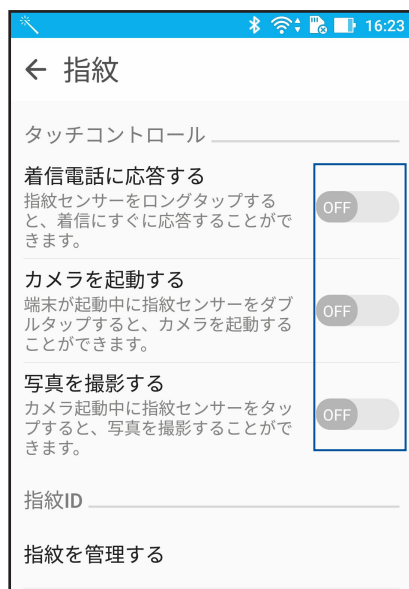 16:23
指紋
タッチコントロール
着信電話に応答する
指紋センサーをロングタップする
と、着信にすぐに応答することがで
きます。
OFF
カメラを起動する
端末が起動中に指紋センサーをダブ
ルタップすると、カメラを起動する
ことができます。
OFF
写真を撮影する
カメラ起動中に指紋センサーをタッ
プすると、写真を撮影することがで
きます。
OFF
指紋ID
指紋を管理する